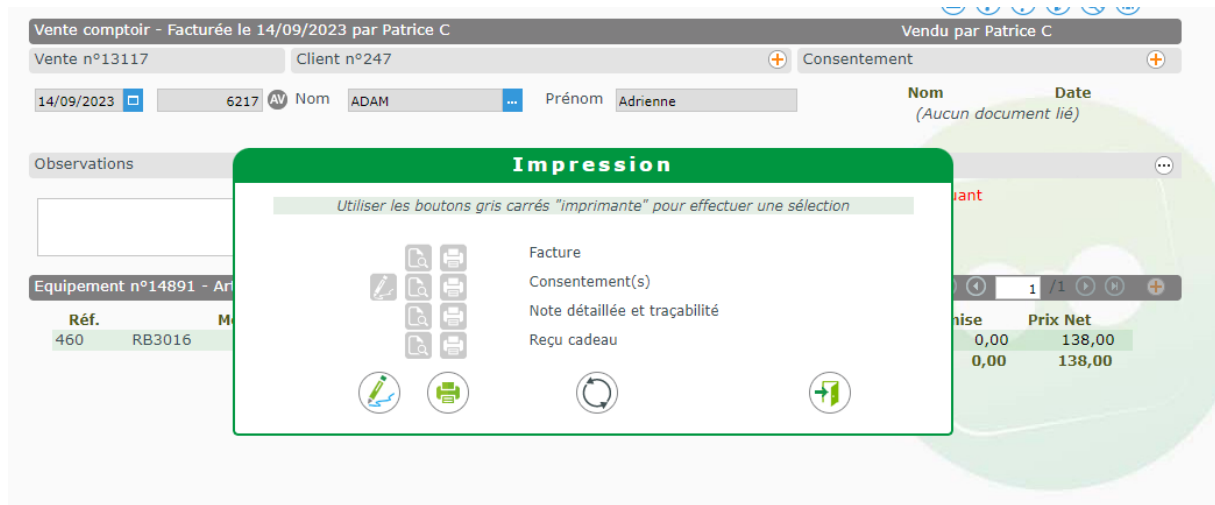 Vente comptoir - Facturée le 14/09/2023 par Patrice C Vendu par Patrice C
Vente n°13117 Client n°247 Consentement
14/09/2023 6217 AV Nom ADAM ... Prénom Adrienne Nom Date
(Aucun document lié)
Observations
Impression
Utiliser les boutons gris carrés "imprimante" pour effectuer une sélection
Facture
Consentement(s)
Note détaillée et traçabilité
Reçu cadeau
Equipement n°14891 - 1 /1
Réf. Prix Net
460 RB3016 0,00 138,00
0,00 138,00